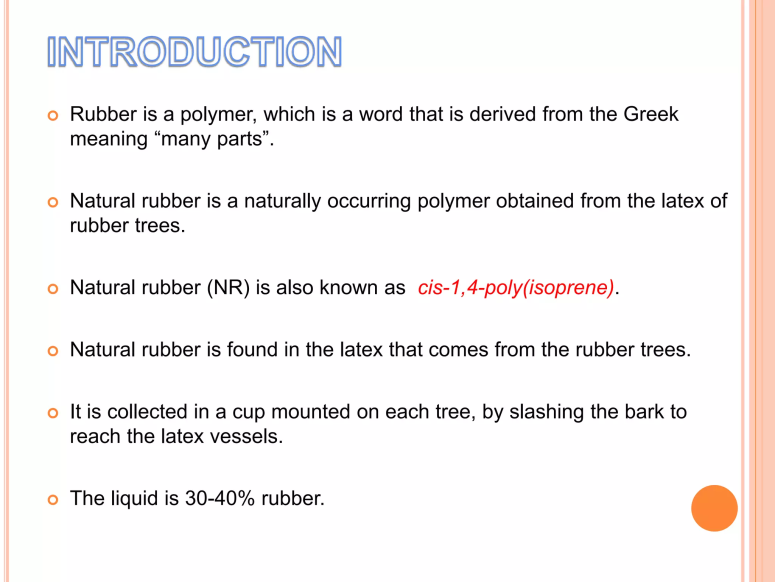 INTRODUCTION
Rubber is a polymer, which is a word that is derived from the Greek
meaning “many parts”.
Natural rubber is a naturally occurring polymer obtained from the latex of
rubber trees.
Natural rubber (NR) is also known as cis-1,4-poly(isoprene).
Natural rubber is found in the latex that comes from the rubber trees.
It is collected in a cup mounted on each tree, by slashing the bark to
reach the latex vessels.
The liquid is 30-40% rubber.